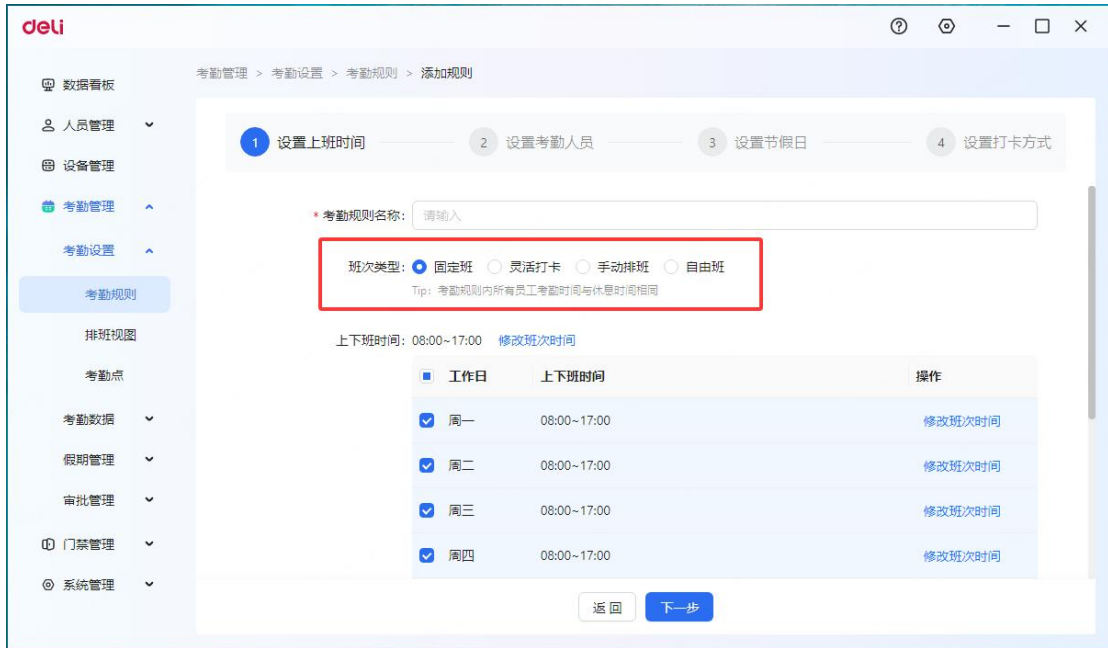 deli
数据看板
人员管理
设备管理
考勤管理
考勤设置
考勤规则
排班视图
考勤点
考勤数据
假期管理
审批管理
门禁管理
系统管理
考勤管理 > 考勤设置 > 考勤规则 > 添加规则
1 设置上班时间 2 设置考勤人员 3 设置节假日 4 设置打卡方式
* 考勤规则名称: 请输入
班次类型: 固定班 灵活打卡 手动排班 自由班
Tip: 考勤规则内所有员工考勤时间与休息时间相同
上下班时间: 08:00~17:00 修改班次时间
工作日 上下班时间 操作
周一 08:00~17:00 修改班次时间
周二 08:00~17:00 修改班次时间
周三 08:00~17:00 修改班次时间
周四 08:00~17:00 修改班次时间
返回 下一步